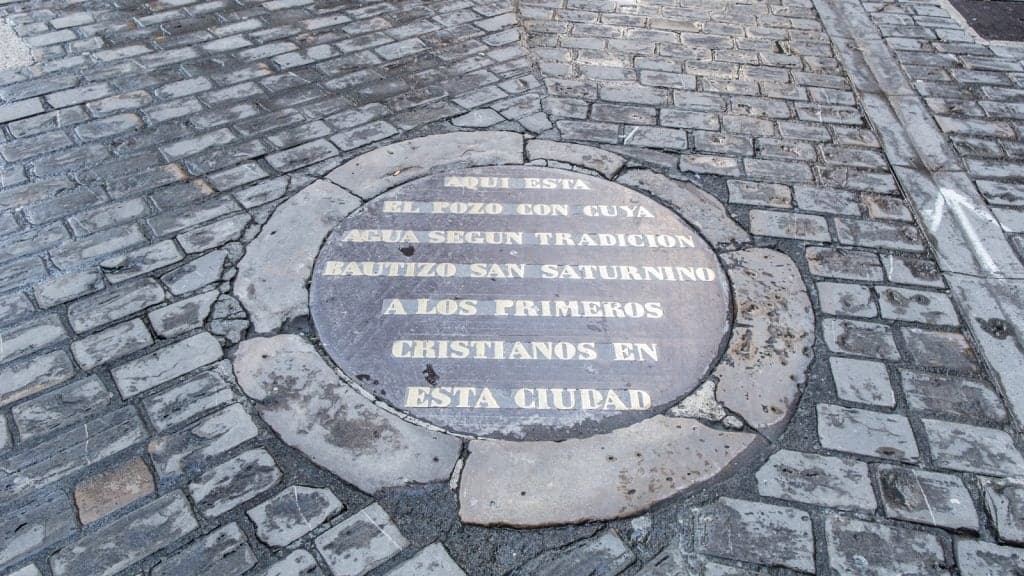 AQUI ESTA
EL POZO CON CUYA
AGUA SEGUN TRADICION
BAUTIZO SAN SATURNINO
A LOS PRIMEROS
CRISTIANOS EN
ESTA CIUDAD